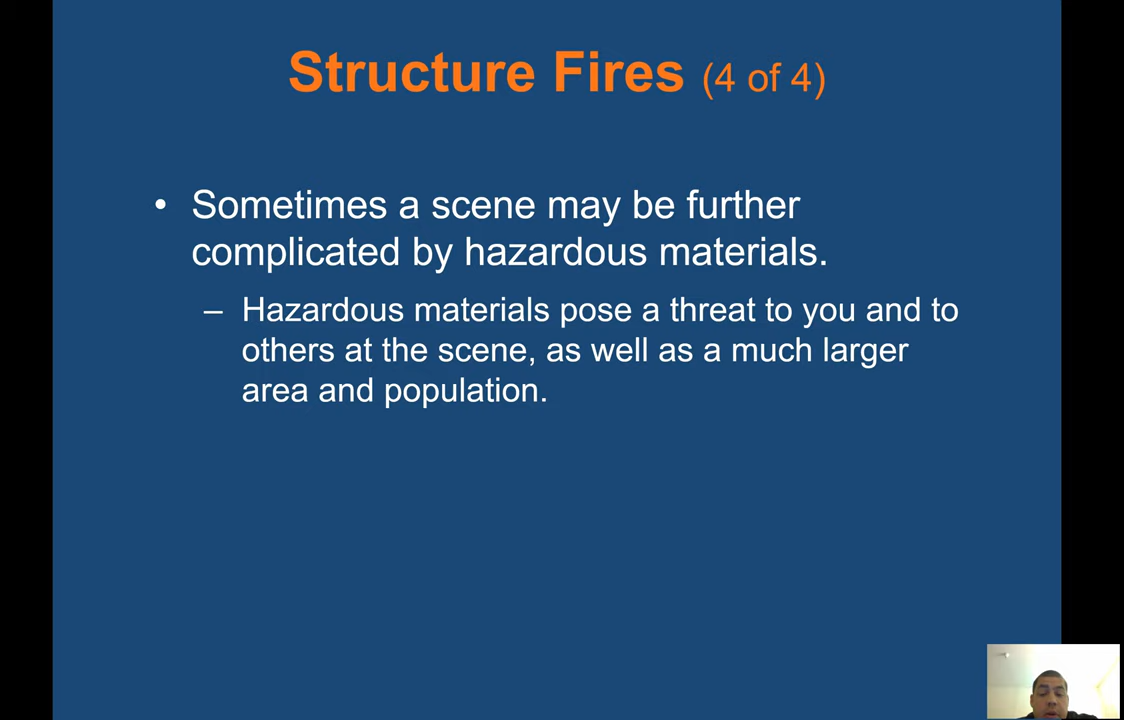 Structure Fires (4 of 4)
• Sometimes a scene may be further
complicated by hazardous materials.
– Hazardous materials pose a threat to you and to
others at the scene, as well as a much larger
area and population.